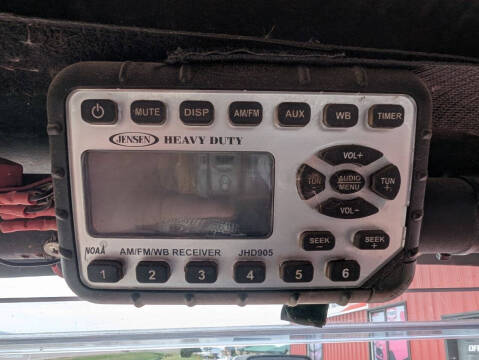 MUTE DISP AM/FM AUX WB TIMER
JENSEN HEAVY DUTY
VOL+
TUN - AUDIO MENU TUN +
VOL-
SEEK - SEEK +
NOAA AM/FM/WB RECEIVER JHD905
1 2 3 4 5 6